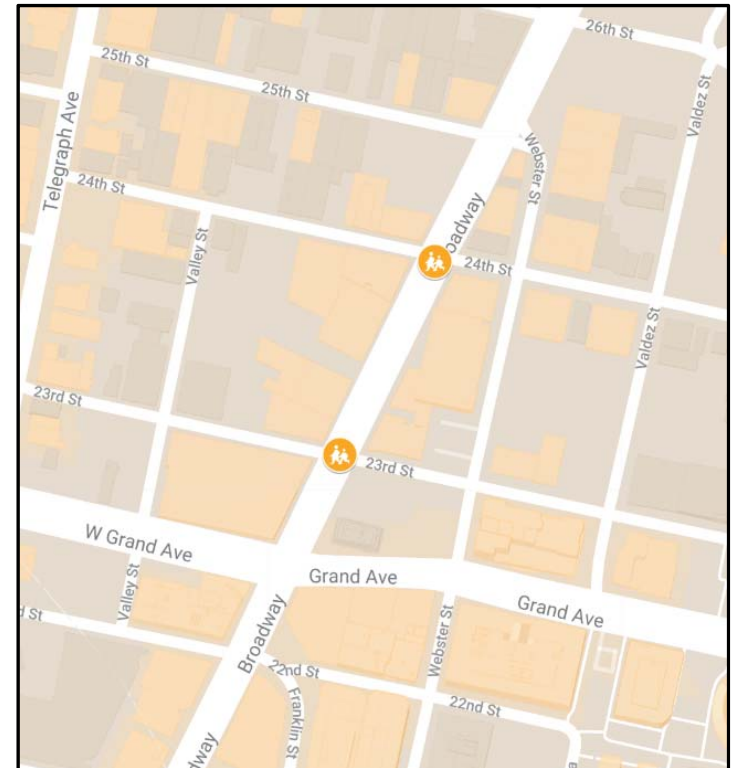 26th St
25th St
25th St
Valdez St
Telegraph Ave
Webster St
24th St
oadway
Valley St
24th St
Valdez St
23rd St
23rd St
W Grand Ave
Grand Ave
Valley St
Grand Ave
St
Broadway
Webster St
22nd St
22nd St
Franklin St
dway